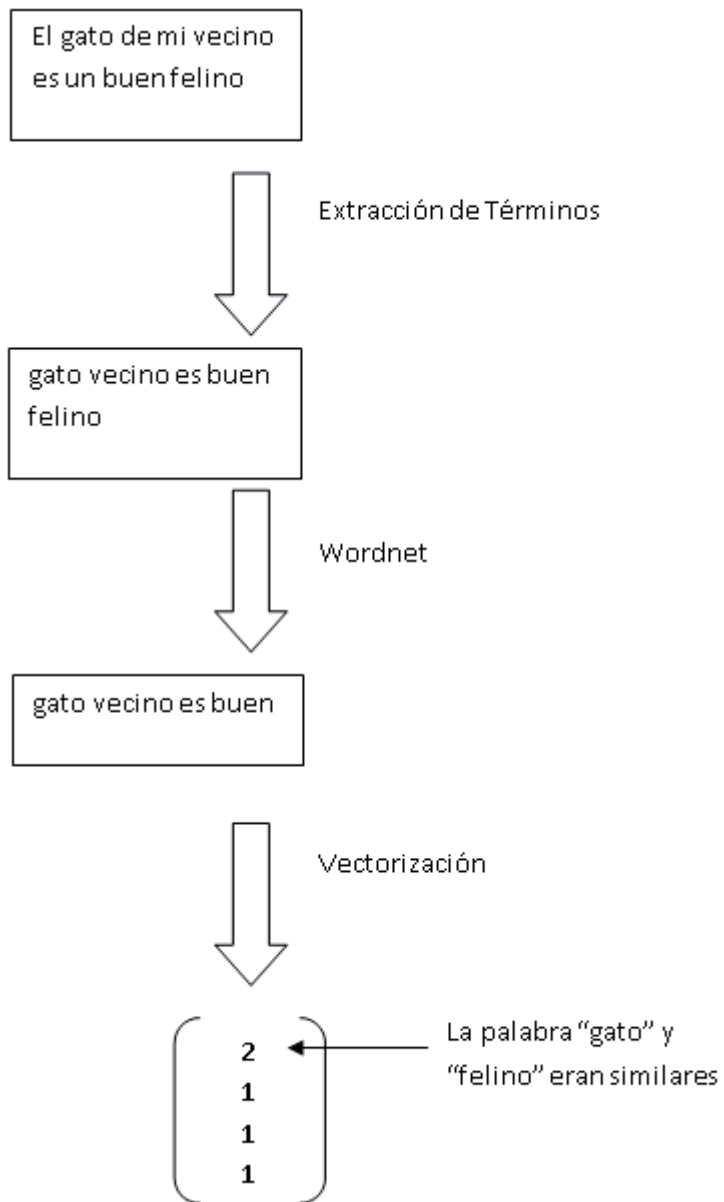 El gato de mi vecino
es un buen felino
Extracción de Términos
gato vecino es buen
felino
Wordnet
gato vecino es buen
Vectorización
2
La palabra “gato” y
“felino” eran similares
1
1
1